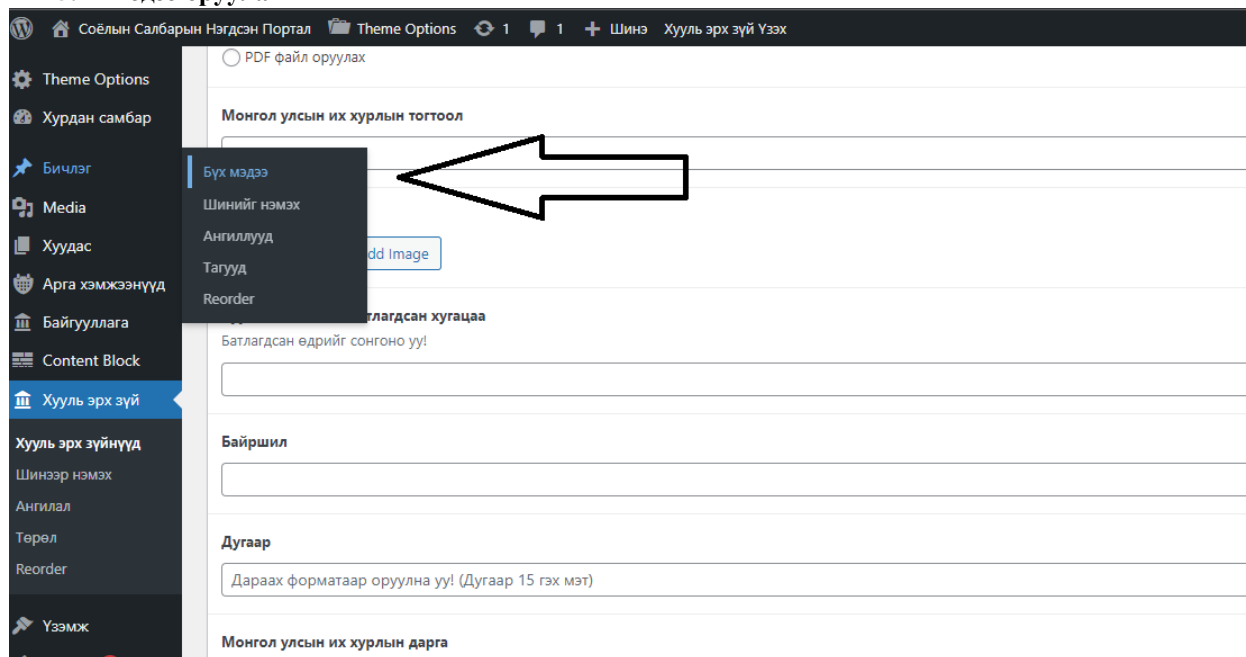 Соёлын Салбарын Нэгдсэн Портал Theme Options 1 1 Шинэ Хууль эрх зүй Үзэх
Theme Options
Хурдан самбар
Бичлэг
Media
Хуудас
Арга хэмжээнүүд
Байгууллага
Content Block
Хууль эрх зүй
Хууль эрх зүйнүүд
Шинээр нэмэх
Ангилал
Төрөл
Reorder
Үзэмж
Бүх мэдээ
Шинийг нэмэх
Ангиллууд
Тагууд
Reorder
PDF файл оруулах
Монгол улсын их хурлын тогтоол
dd Image
тлагдсан хугацаа
Батлагдсан өдрийг сонгоно уу!
Байршил
Дугаар
Дараах форматаар оруулна уу! (Дугаар 15 гэх мэт)
Монгол улсын их хурлын дарга